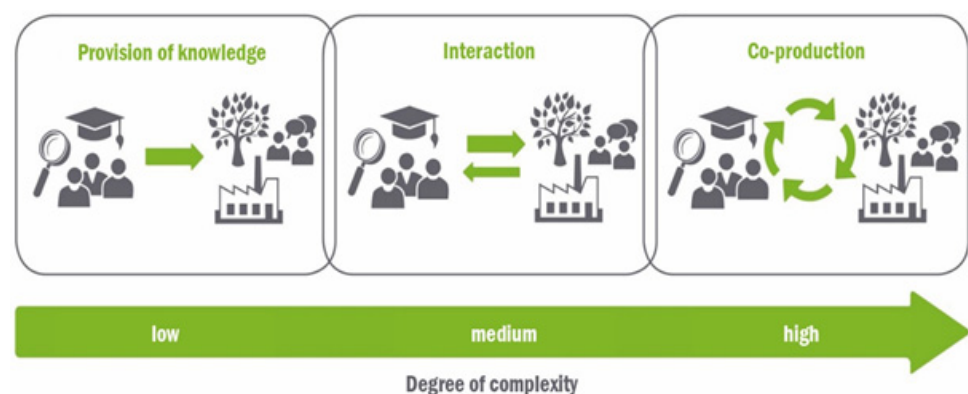 Provision of knowledge
Interaction
Co-production
low
medium
high
Degree of complexity